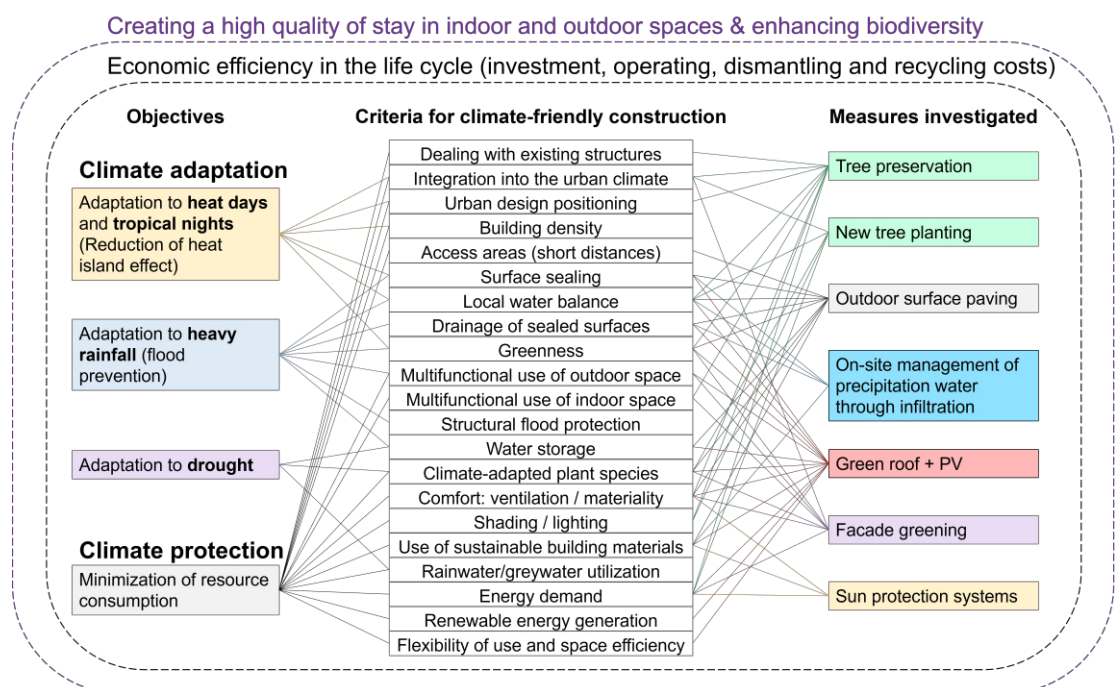 Creating a high quality of stay in indoor and outdoor spaces & enhancing biodiversity
Economic efficiency in the life cycle (investment, operating, dismantling and recycling costs)
Objectives
Climate adaptation
Adaptation to heat days
and tropical nights
(Reduction of heat
island effect)
Adaptation to heavy
rainfall (flood
prevention)
Adaptation to drought
Climate protection
Minimization of resource
consumption
Criteria for climate-friendly construction
Dealing with existing structures
Integration into the urban climate
Urban design positioning
Building density
Access areas (short distances)
Surface sealing
Local water balance
Drainage of sealed surfaces
Greenness
Multifunctional use of outdoor space
Multifunctional use of indoor space
Structural flood protection
Water storage
Climate-adapted plant species
Comfort: ventilation / materiality
Shading / lighting
Use of sustainable building materials
Rainwater/greywater utilization
Energy demand
Renewable energy generation
Flexibility of use and space efficiency
Measures investigated
Tree preservation
New tree planting
Outdoor surface paving
On-site management of
precipitation water
through infiltration
Green roof + PV
Facade greening
Sun protection systems